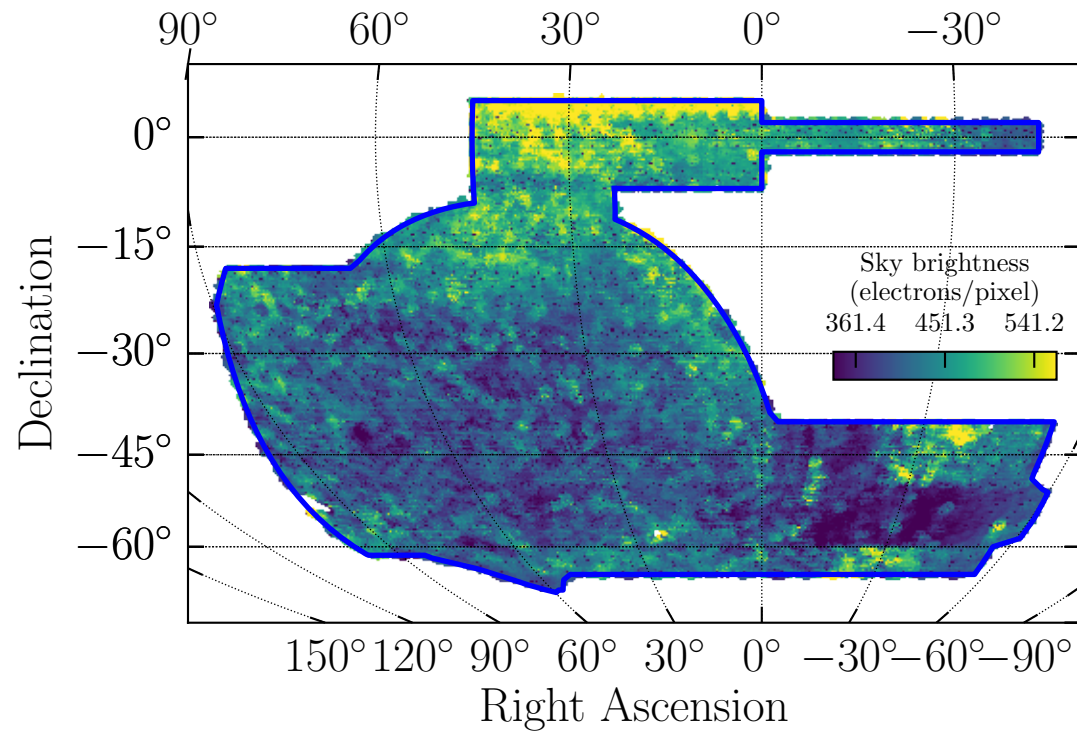 90° 60° 30° 0° −30°
0°
−15°
−30°
−45°
−60°
Declination
Sky brightness
(electrons/pixel)
361.4 451.3 541.2
150° 120° 90° 60° 30° 0° −30° −60° −90°
Right Ascension